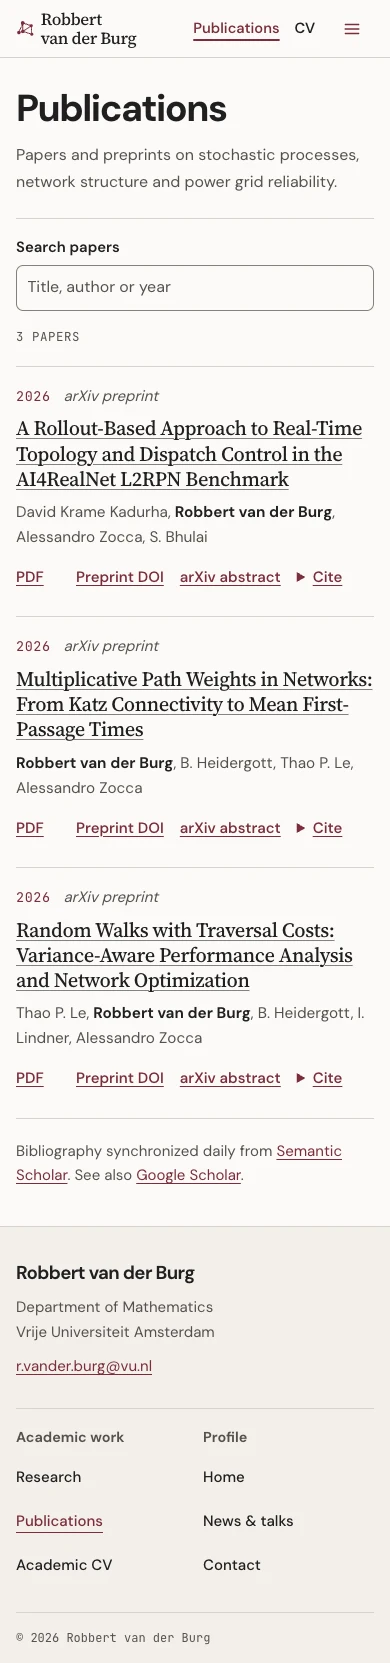 Robbert
van der Burg
Publications CV
Publications
Papers and preprints on stochastic processes,
network structure and power grid reliability.
Search papers
Title, author or year
3 PAPERS
2026 arXiv preprint
A Rollout-Based Approach to Real-Time
Topology and Dispatch Control in the
AI4RealNet L2RPN Benchmark
David Krame Kadurha, Robbert van der Burg,
Alessandro Zocca, S. Bhulai
PDF Preprint DOI arXiv abstract Cite
2026 arXiv preprint
Multiplicative Path Weights in Networks:
From Katz Connectivity to Mean First-
Passage Times
Robbert van der Burg, B. Heidergott, Thao P. Le,
Alessandro Zocca
PDF Preprint DOI arXiv abstract Cite
2026 arXiv preprint
Random Walks with Traversal Costs:
Variance-Aware Performance Analysis
and Network Optimization
Thao P. Le, Robbert van der Burg, B. Heidergott, I.
Lindner, Alessandro Zocca
PDF Preprint DOI arXiv abstract Cite
Bibliography synchronized daily from Semantic
Scholar. See also Google Scholar.
Robbert van der Burg
Department of Mathematics
Vrije Universiteit Amsterdam
r.vander.burg@vu.nl
Academic work Profile
Research Home
Publications News & talks
Academic CV Contact
© 2026 Robbert van der Burg